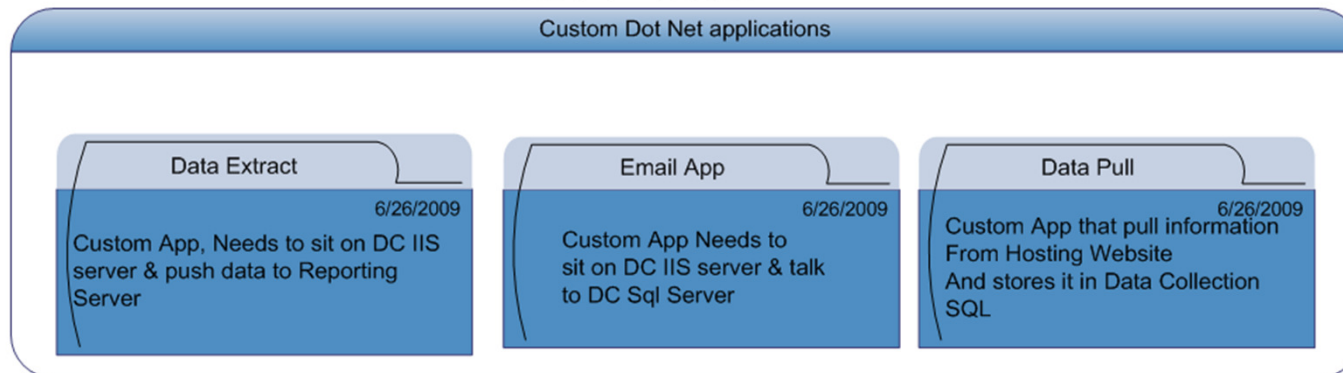 Custom Dot Net applications
Data Extract
6/26/2009
Custom App, Needs to sit on DC IIS
server & push data to Reporting
Server
Email App
6/26/2009
Custom App Needs to
sit on DC IIS server & talk
to DC Sql Server
Data Pull
6/26/2009
Custom App that pull information
From Hosting Website
And stores it in Data Collection
SQL